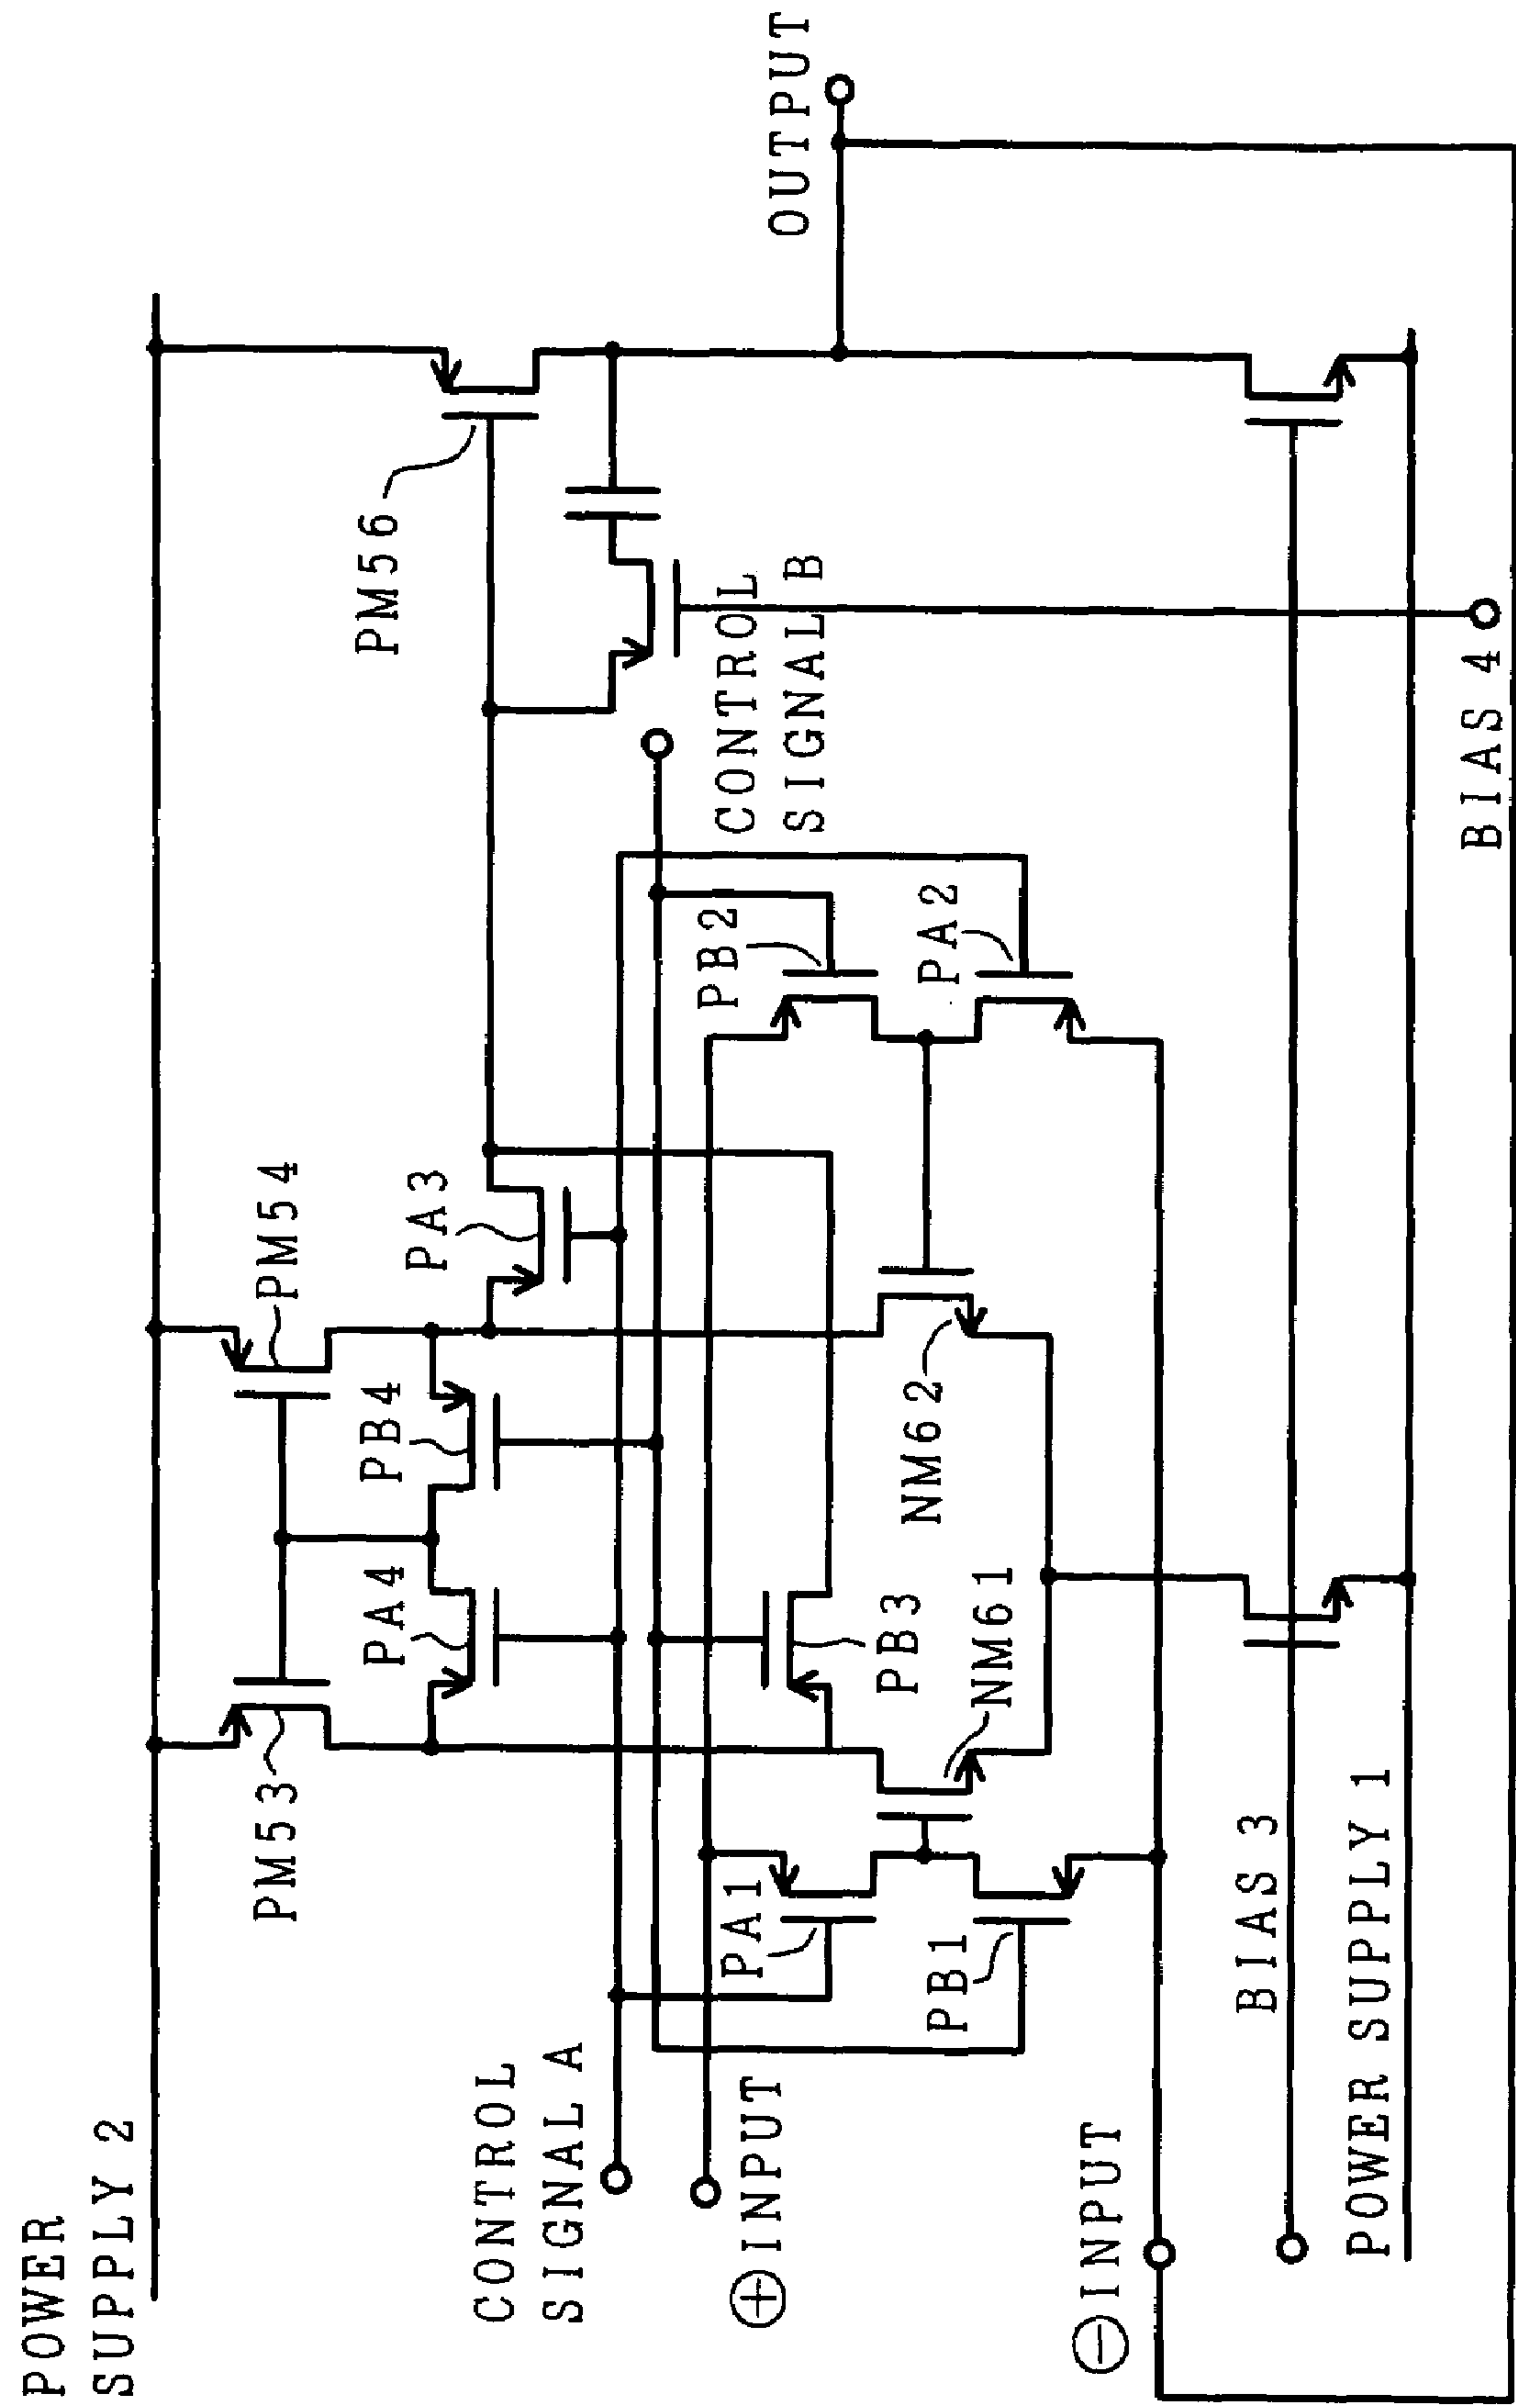 POWER
SUPPLY 2
CONTROL
SIGNAL A
⊕INPUT
⊖INPUT
BIAS 3
POWER SUPPLY 1
PM53
PM54
PA4
PB4
PA3
PA1
PB1
PB3
NM61
NM62
PB2
PA2
CONTROL
SIGNAL B
PM56
BIAS 4
OUTPUT